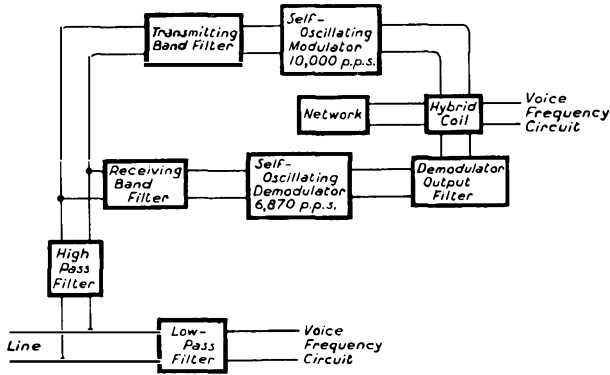 Transmitting
Band Filter
Self-
Oscillating
Modulator
10,000 p.p.s.
Network
Hybrid
Coil
Voice
Frequency
Circuit
Receiving
Band
Filter
Self-
Oscillating
Demodulator
6,870 p.p.s.
Demodulator
Output
Filter
High
Pass
Filter
Line
Low-
Pass
Filter
Voice
Frequency
Circuit